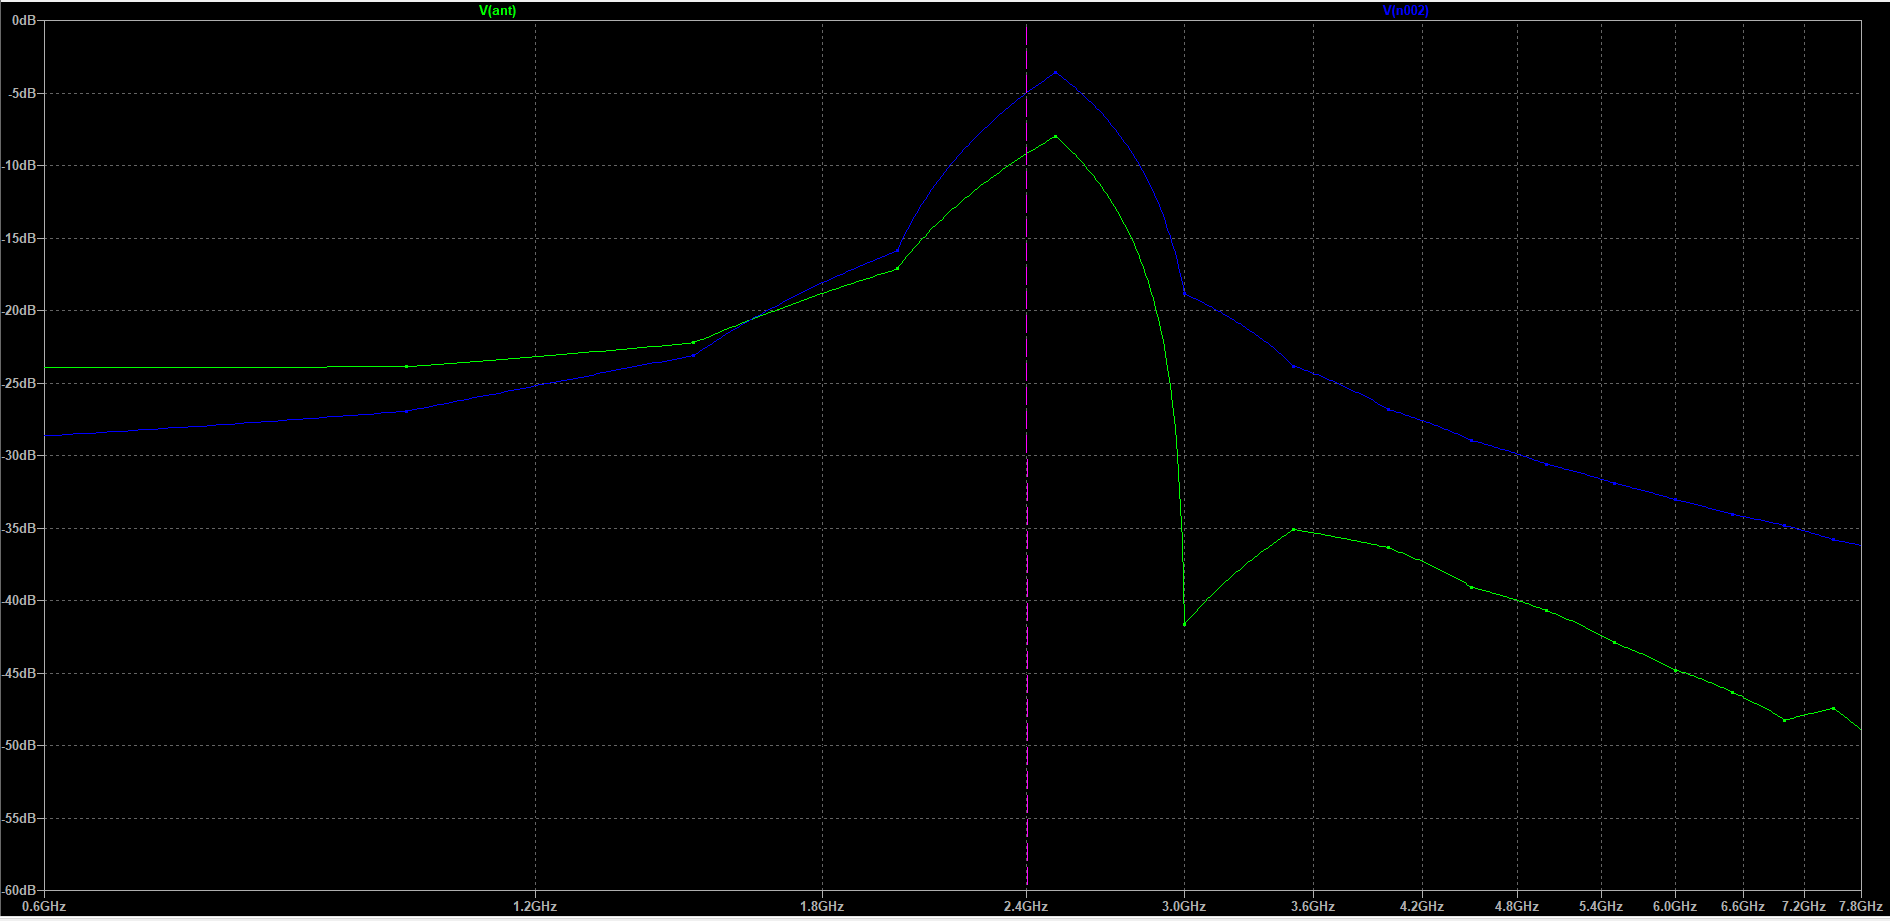 V(ant) V(n002)
0dB
-5dB
-10dB
-15dB
-20dB
-25dB
-30dB
-35dB
-40dB
-45dB
-50dB
-55dB
-60dB
0.6GHz 1.2GHz 1.8GHz 2.4GHz 3.0GHz 3.6GHz 4.2GHz 4.8GHz 5.4GHz 6.0GHz 6.6GHz 7.2GHz 7.8GHz